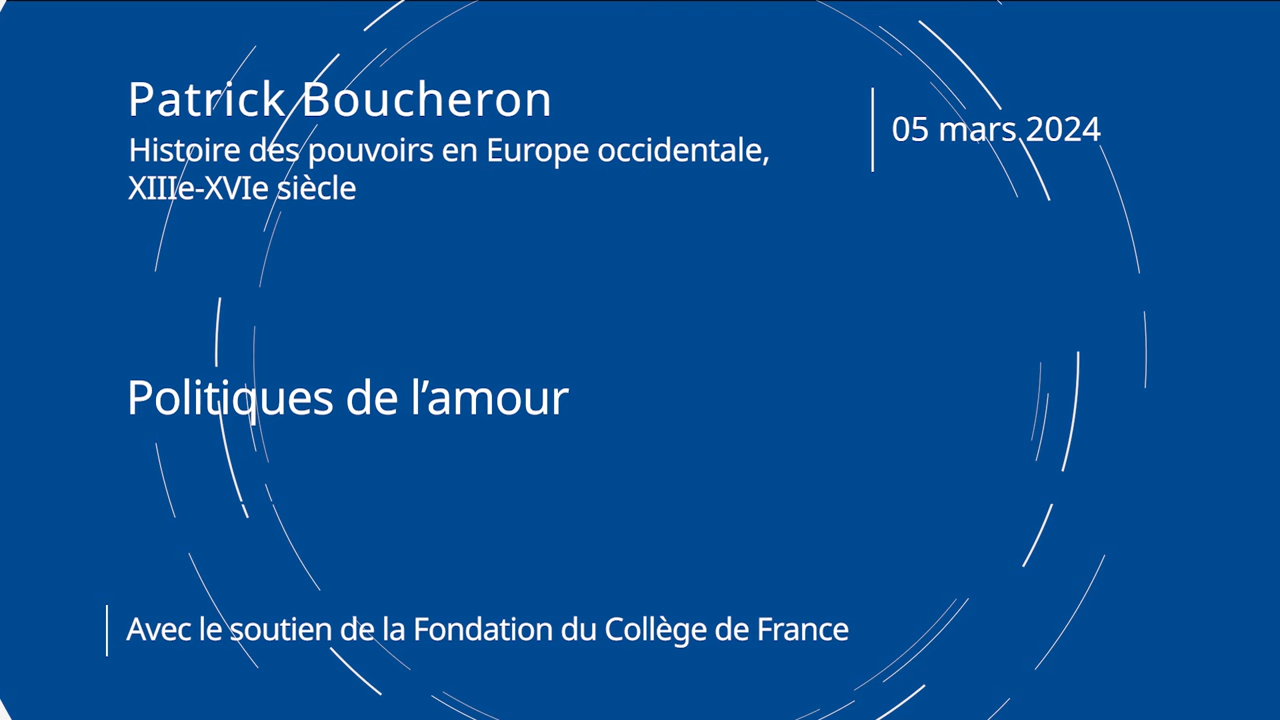 Patrick Boucheron
Histoire des pouvoirs en Europe occidentale,
XIIIe-XVIe siècle
05 mars 2024
Politiques de l’amour
Avec le soutien de la Fondation du Collège de France